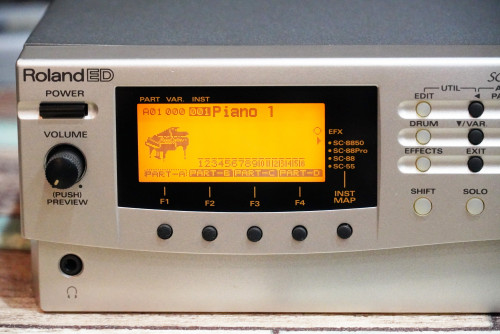 Roland ED
SC
POWER
VOLUME
(PUSH)
PREVIEW
PART VAR. INST
A01 000 001 Piano 1
PART-A PART-B PART-C PART-D
EFX
SC-8850
SC-88Pro
SC-88
SC-55
INST
MAP
F1 F2 F3 F4
UTIL
EDIT
PA
DRUM ▼/VAR.
EFFECTS EXIT
SHIFT SOLO